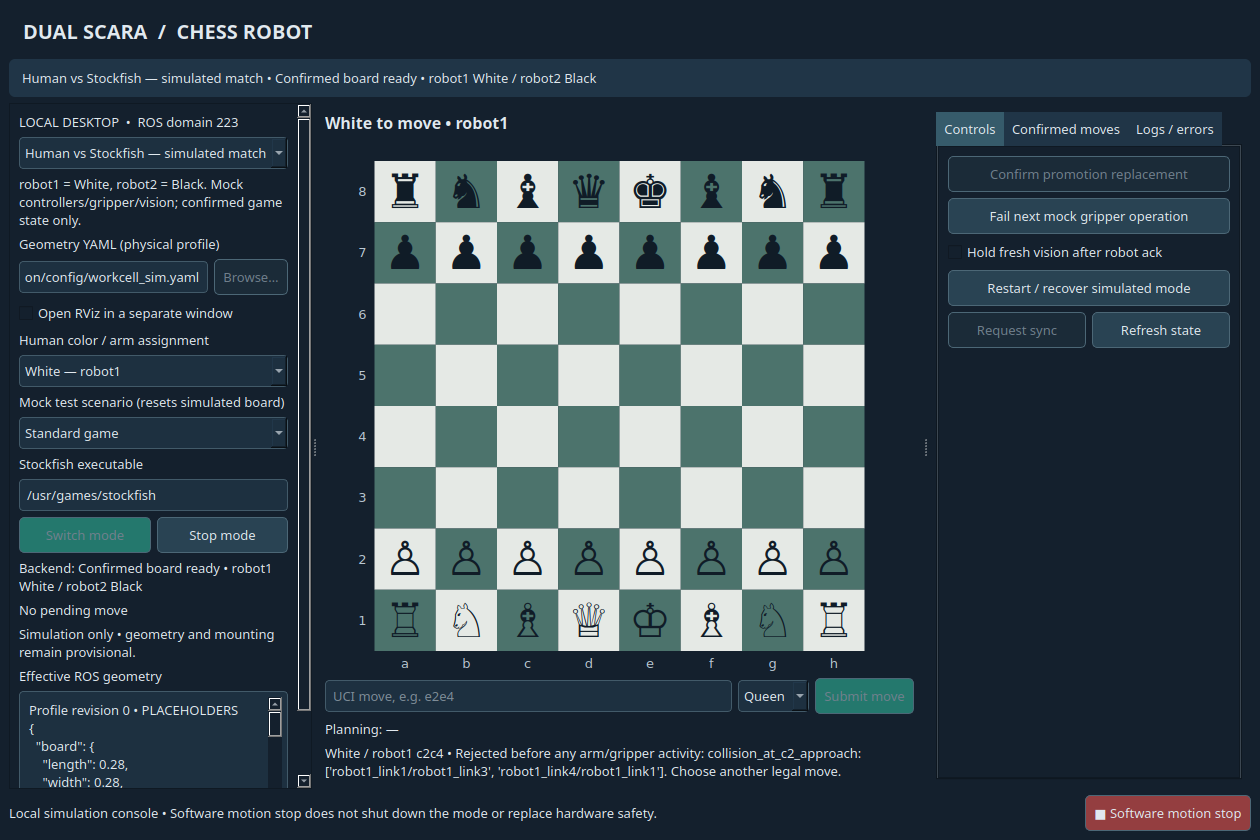 DUAL SCARA / CHESS ROBOT
Human vs Stockfish — simulated match • Confirmed board ready • robot1 White / robot2 Black
LOCAL DESKTOP • ROS domain 223
Human vs Stockfish — simulated match
robot1 = White, robot2 = Black. Mock
controllers/gripper/vision; confirmed game
state only.
Geometry YAML (physical profile)
on/config/workcell_sim.yaml
Browse...
Open RViz in a separate window
Human color / arm assignment
White — robot1
Mock test scenario (resets simulated board)
Standard game
Stockfish executable
/usr/games/stockfish
Switch mode
Stop mode
Backend: Confirmed board ready • robot1
White / robot2 Black
No pending move
Simulation only • geometry and mounting
remain provisional.
Effective ROS geometry
Profile revision 0 • PLACEHOLDERS
{
"board": {
"length": 0.28,
"width": 0.28,
White to move • robot1
8
7
6
5
4
3
2
1
a b c d e f g h
UCI move, e.g. e2e4
Queen
Submit move
Planning: —
White / robot1 c2c4 • Rejected before any arm/gripper activity: collision_at_c2_approach:
['robot1_link1/robot1_link3', 'robot1_link4/robot1_link1']. Choose another legal move.
Controls
Confirmed moves
Logs / errors
Confirm promotion replacement
Fail next mock gripper operation
Hold fresh vision after robot ack
Restart / recover simulated mode
Request sync
Refresh state
Local simulation console • Software motion stop does not shut down the mode or replace hardware safety.
Software motion stop